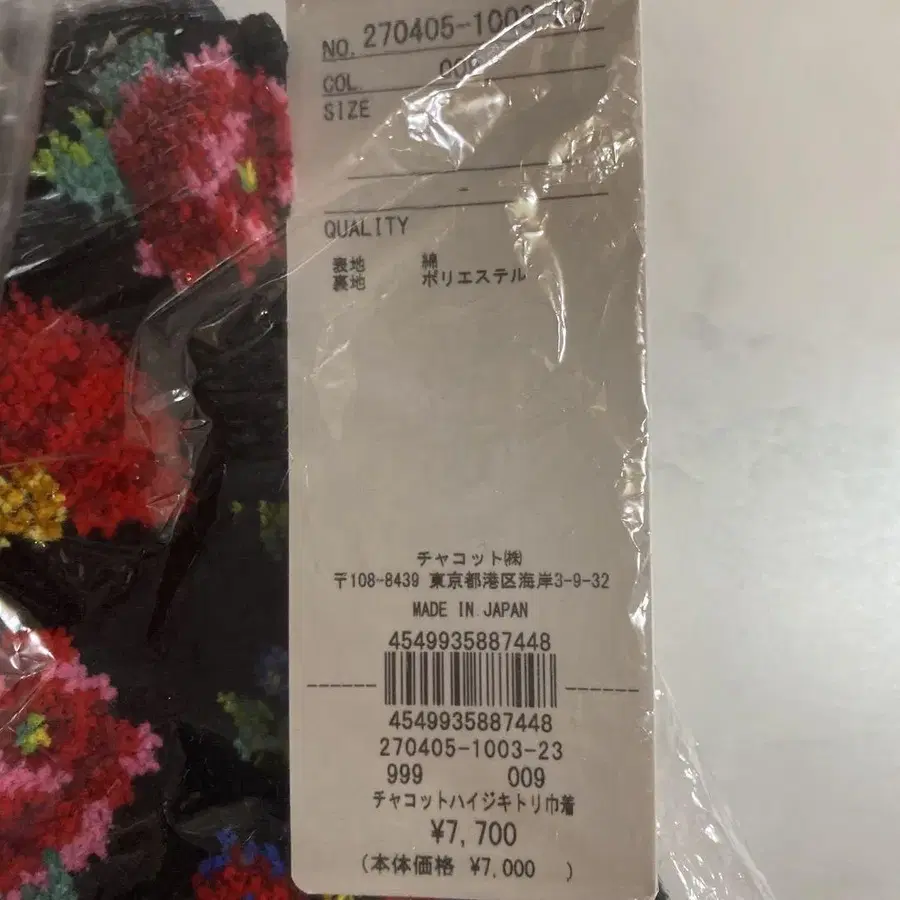 NO. 270405-1003-23
COL. 009
SIZE
-
QUALITY
表地 綿
裏地 ポリエステル
チャコット㈱
〒108-8439 東京都港区海岸3-9-32
MADE IN JAPAN
4549935887448
4549935887448
270405-1003-23
999 009
チャコットハイジキトリ巾着
¥7,700
(本体価格 ¥7,000 )